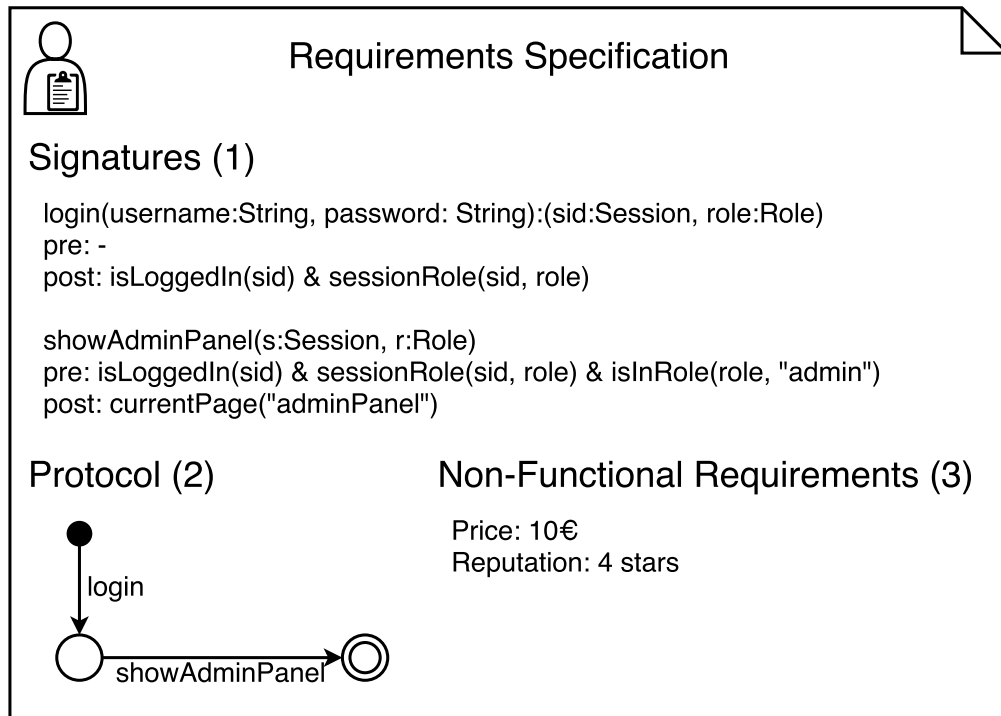 Requirements Specification
Signatures (1)
login(username:String, password: String):(sid:Session, role:Role)
pre: -
post: isLoggedIn(sid) & sessionRole(sid, role)
showAdminPanel(s:Session, r:Role)
pre: isLoggedIn(sid) & sessionRole(sid, role) & isInRole(role, "admin")
post: currentPage("adminPanel")
Protocol (2)
login
showAdminPanel
Non-Functional Requirements (3)
Price: 10€
Reputation: 4 stars